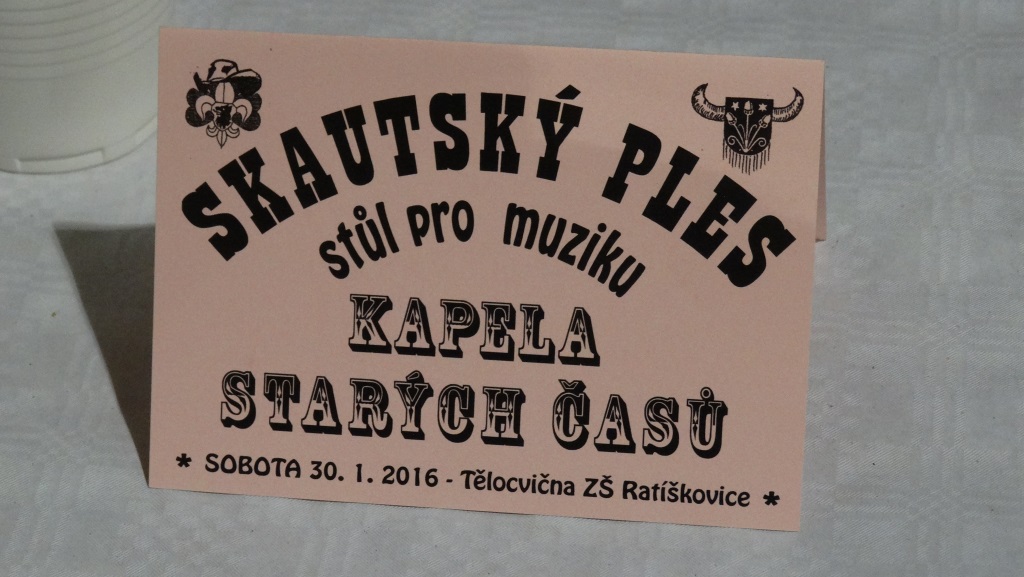 SKAUTSKÝ PLES
stůl pro muziku
KAPELA
STARÝCH ČASŮ
* SOBOTA 30. 1. 2016 - Tělocvična ZŠ Ratíškovice *